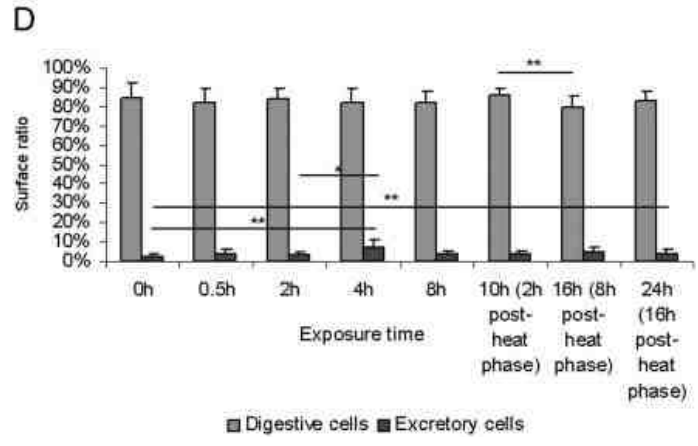 D
100%
90%
80%
70%
60%
50%
40%
30%
20%
10%
0%
Surface ratio
**
*
**
**
0h 0.5h 2h 4h 8h 10h (2h 16h (8h 24h
post- post- (16h
heat heat post-
phase) phase) heat
phase)
Exposure time
Digestive cells Excretory cells